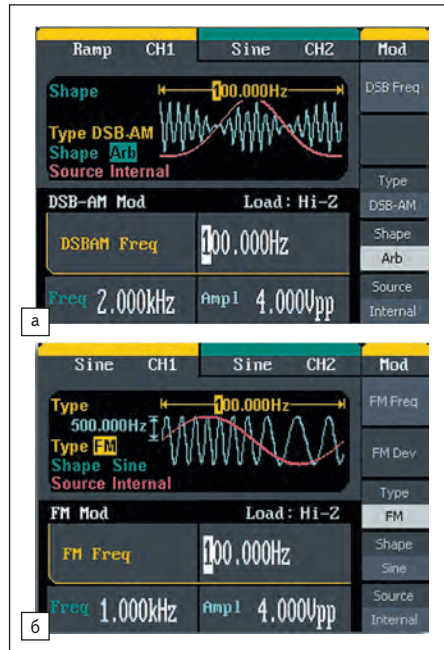 Ramp CH1 Sine CH2 Mod
Shape 100.000Hz DSB Freq
Type DSB-AM
Shape Arb
Source Internal
Type
DSB-AM Mod Load: Hi-Z DSB-AM
DSBAM Freq 100.000Hz Shape
Arb
Freq 2.000kHz Ampl 4.000Vpp Source
Internal
а
Sine CH1 Sine CH2 Mod
Type 100.000Hz FM Freq
500.000Hz
Type FM FM Dev
Shape Sine
Source Internal
Type
FM Mod Load: Hi-Z FM
FM Freq 100.000Hz Shape
Sine
Freq 1.000kHz Ampl 4.000Vpp Source
Internal
б